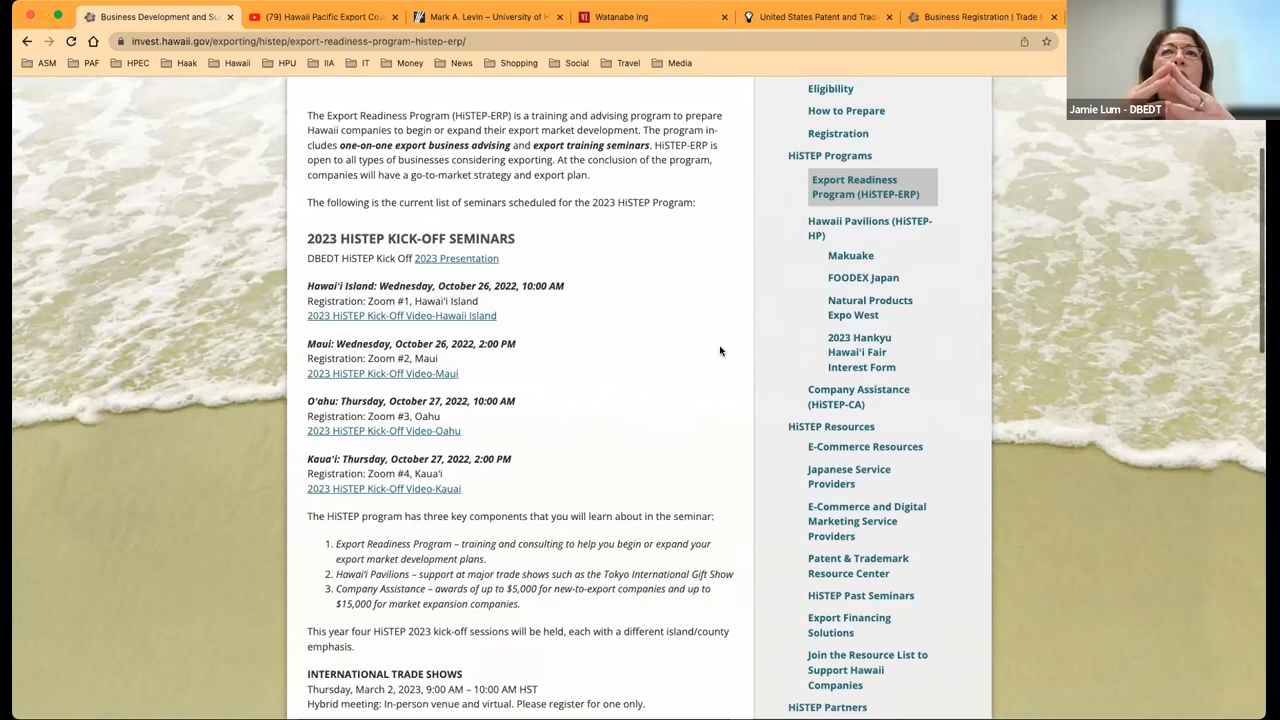 Business Development and Su
(79) Hawaii Pacific Export Cou
Mark A. Levin – University of H
Watanabe Ing
United States Patent and Trad
Business Registration | Trade N
invest.hawaii.gov/exporting/histep/export-readiness-program-histep-erp/
ASM
PAF
HPEC
Haak
Hawaii
HPU
IIA
IT
Money
News
Shopping
Social
Travel
Media
Jamie Lum - DBEDT
The Export Readiness Program (HiSTEP-ERP) is a training and advising program to prepare
Hawaii companies to begin or expand their export market development. The program in-
cludes one-on-one export business advising and export training seminars. HiSTEP-ERP is
open to all types of businesses considering exporting. At the conclusion of the program,
companies will have a go-to-market strategy and export plan.
The following is the current list of seminars scheduled for the 2023 HiSTEP Program:
2023 HISTEP KICK-OFF SEMINARS
DBEDT HiSTEP Kick Off 2023 Presentation
Hawai'i Island: Wednesday, October 26, 2022, 10:00 AM
Registration: Zoom #1, Hawai'i Island
2023 HiSTEP Kick-Off Video-Hawaii Island
Maui: Wednesday, October 26, 2022, 2:00 PM
Registration: Zoom #2, Maui
2023 HiSTEP Kick-Off Video-Maui
O'ahu: Thursday, October 27, 2022, 10:00 AM
Registration: Zoom #3, Oahu
2023 HiSTEP Kick-Off Video-Oahu
Kaua'i: Thursday, October 27, 2022, 2:00 PM
Registration: Zoom #4, Kaua'i
2023 HiSTEP Kick-Off Video-Kauai
The HiSTEP program has three key components that you will learn about in the seminar:
1. Export Readiness Program – training and consulting to help you begin or expand your
export market development plans.
2. Hawai'i Pavilions – support at major trade shows such as the Tokyo International Gift Show
3. Company Assistance – awards of up to $5,000 for new-to-export companies and up to
$15,000 for market expansion companies.
This year four HiSTEP 2023 kick-off sessions will be held, each with a different island/county
emphasis.
INTERNATIONAL TRADE SHOWS
Thursday, March 2, 2023, 9:00 AM – 10:00 AM HST
Hybrid meeting: In-person venue and virtual. Please register for one only.
Eligibility
How to Prepare
Registration
HiSTEP Programs
Export Readiness
Program (HiSTEP-ERP)
Hawaii Pavilions (HiSTEP-
HP)
Makuake
FOODEX Japan
Natural Products
Expo West
2023 Hankyu
Hawai'i Fair
Interest Form
Company Assistance
(HiSTEP-CA)
HiSTEP Resources
E-Commerce Resources
Japanese Service
Providers
E-Commerce and Digital
Marketing Service
Providers
Patent & Trademark
Resource Center
HiSTEP Past Seminars
Export Financing
Solutions
Join the Resource List to
Support Hawaii
Companies
HiSTEP Partners